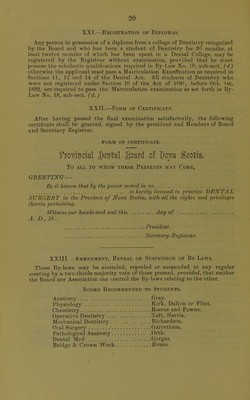 20
XXI.—REGISTRATION OF DIPLOMAS.
Any person in possession of a diploma from a college of Dentistry recognized
by the Board and who has been a student of Dentistry for 26 months, at
least twelve months of which has been spent in a Dental College, may be
registered by the Registrar without examination, provided that he must
possess the scholastic qualifications required in By-Law No. 18, sub-sect. (d.)
otherwise the applicant must pass a Matriculation Examination as required in
Sections 11, 12 and 14 of the Dental Act. All students of Dentistry who
were not registered under Section 16 of the Act of 1891, before Oct. 1st,
1892, are required to pass the Matriculation examination as set forth in By-
Law No. 18, sub-sect. (d.)
XXII.—FORM OF CERTIFICATE.
After having passed the final examination satisfactorily, the following
certificate shall be granted, signed by the president and Members of Board
and Secretary Registrar.
FORM OF CERTIFICATE.
Provincial Dental Board of Nova Scotia.
TO ALL TO WHOM THESE PRESENTS MAY COME,
GREETING:—
Be it known that by the power vested in us
is hereby licensed to practice DENTAL
SURGERY in the Province of Nova Scotia, with all the rights and privileges
thereto pertaining.
Witness our hands and seal this ........ day of ........
A. D., 18..
President.
Secretary-Registrar.
XXIII.—AMENDMENT, REPEAL OR SUSPENSION OF BY-LAWS.
These By-laws may be amended, repealed or suspended at any regular
meeting by a two-thirds majority vote of those present, provided, that neither
the Board nor Association can control the By-laws relating to the other.
BOOKS RECOMMENDED TO STUDENTS.
Anatomy ........ Gray.
Physiology ........ Kirk, Dalton or Flint.
Chemistry ........ Roscoe and Fowne.
Operative Dentistry ........ Taft, Harris.
Mechanical Dentistry ........ Richardson.
Oral Surgery ........ Garretson.
Pathological Anatomy ........ Orth.
Dental Med ........ Gorgas.
Bridge & Crown Work ........ Evans.